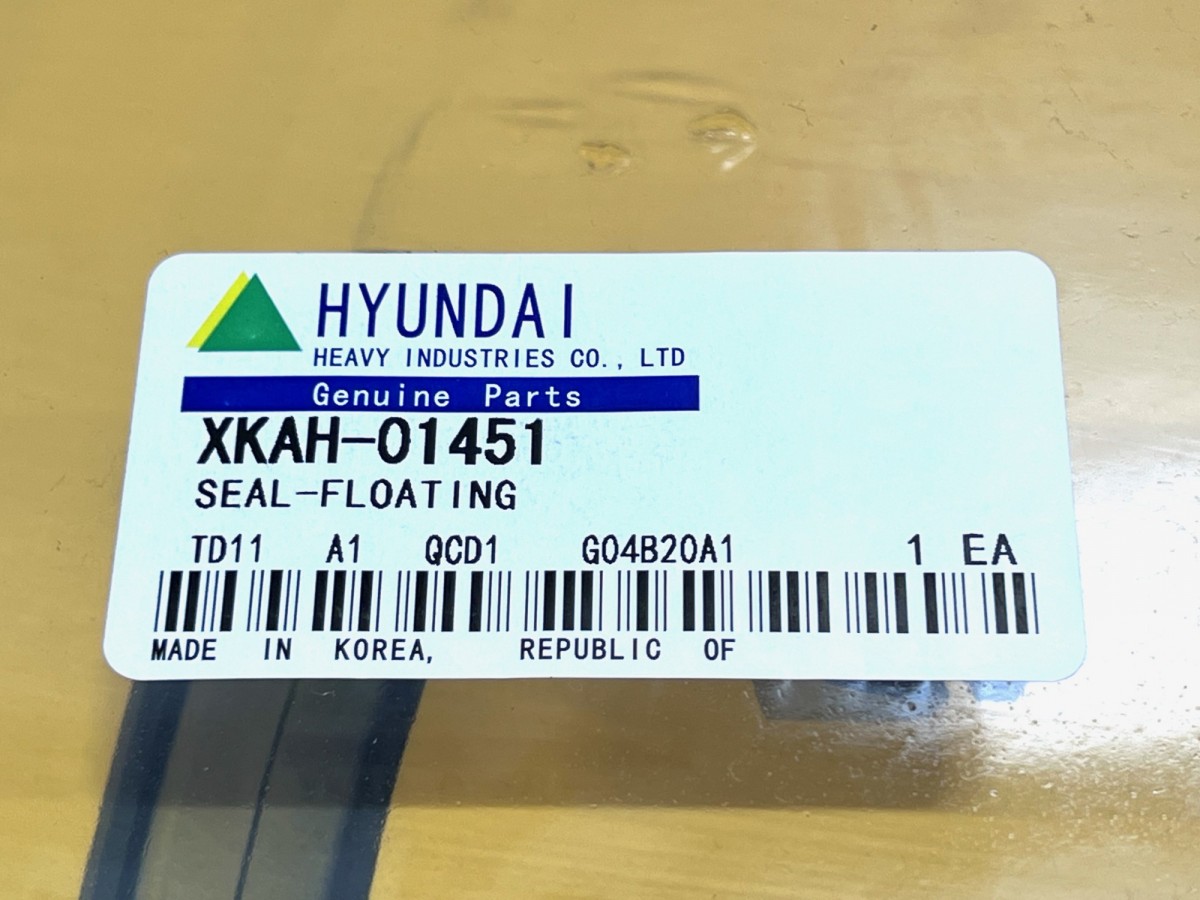 HYUNDAI
HEAVY INDUSTRIES CO., LTD
Genuine Parts
XKAH-01451
SEAL-FLOATING
TD11 A1 QCD1 G04B20A1 1 EA
MADE IN KOREA, REPUBLIC OF